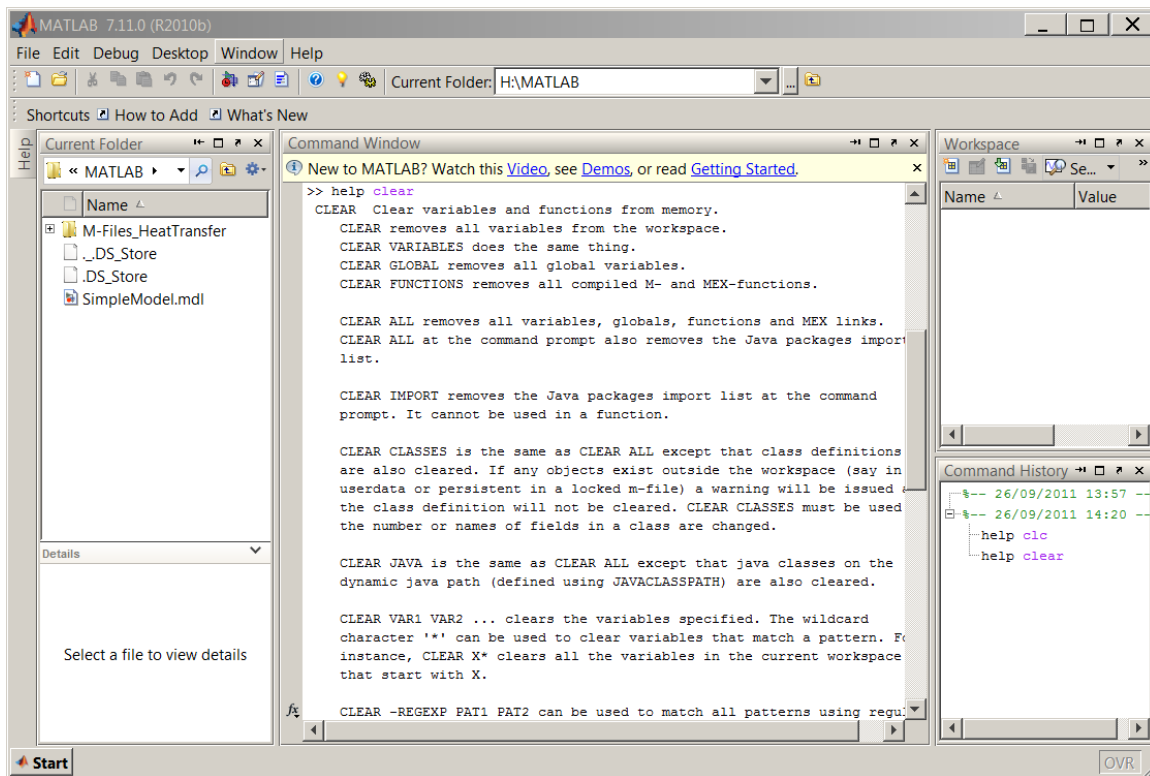 MATLAB 7.11.0 (R2010b)
File Edit Debug Desktop Window Help
Current Folder: H:\MATLAB
...
Shortcuts How to Add What's New
Help
Current Folder
« MATLAB
Name
M-Files_HeatTransfer
._.DS_Store
.DS_Store
SimpleModel.mdl
Details
Select a file to view details
Command Window
New to MATLAB? Watch this Video, see Demos, or read Getting Started.
>> help clear
CLEAR Clear variables and functions from memory.
CLEAR removes all variables from the workspace.
CLEAR VARIABLES does the same thing.
CLEAR GLOBAL removes all global variables.
CLEAR FUNCTIONS removes all compiled M- and MEX-functions.
CLEAR ALL removes all variables, globals, functions and MEX links.
CLEAR ALL at the command prompt also removes the Java packages import
list.
CLEAR IMPORT removes the Java packages import list at the command
prompt. It cannot be used in a function.
CLEAR CLASSES is the same as CLEAR ALL except that class definitions
are also cleared. If any objects exist outside the workspace (say in
userdata or persistent in a locked m-file) a warning will be issued
the class definition will not be cleared. CLEAR CLASSES must be used
the number or names of fields in a class are changed.
CLEAR JAVA is the same as CLEAR ALL except that java classes on the
dynamic java path (defined using JAVACLASSPATH) are also cleared.
CLEAR VAR1 VAR2 ... clears the variables specified. The wildcard
character '*' can be used to clear variables that match a pattern.
instance, CLEAR X* clears all the variables in the current workspace
that start with X.
fx CLEAR -REGEXP PAT1 PAT2 can be used to match all patterns using
Workspace
Se...
»
Name Value
Command History
%-- 26/09/2011 13:57 --
%-- 26/09/2011 14:20 --
help clc
help clear
Start
OVR